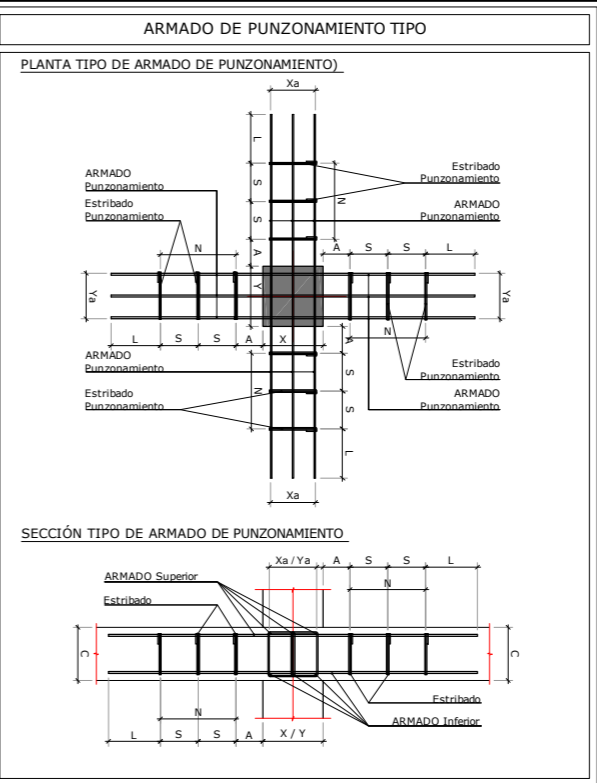 ARMADO DE PUNZONAMIENTO TIPO
PLANTA TIPO DE ARMADO DE PUNZONAMIENTO)
Xa
L
S
S
A
N
Estribado
Punzonamiento
ARMADO
Punzonamiento
ARMADO
Punzonamiento
Estribado
Punzonamiento
N
A S S L
Ya
Y
Ya
L S S A X
N
A
S
S
L
N
ARMADO
Punzonamiento
Estribado
Punzonamiento
Estribado
Punzonamiento
ARMADO
Punzonamiento
Xa
SECCIÓN TIPO DE ARMADO DE PUNZONAMIENTO
Xa / Ya A S S L
N
ARMADO Superior
Estribado
C
C
Estribado
ARMADO Inferior
N
L S S A X / Y